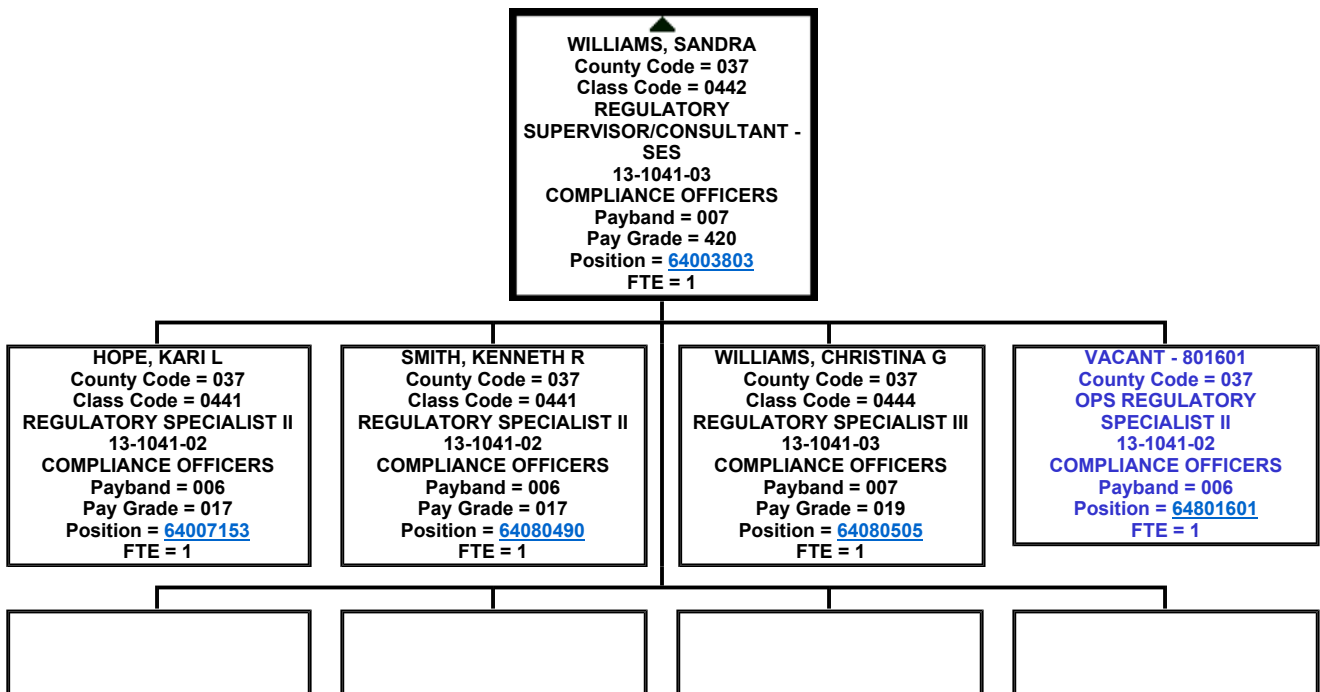 WILLIAMS, SANDRA
County Code = 037
Class Code = 0442
REGULATORY
SUPERVISOR/CONSULTANT -
SES
13-1041-03
COMPLIANCE OFFICERS
Payband = 007
Pay Grade = 420
Position = 64003803
FTE = 1
HOPE, KARI L
County Code = 037
Class Code = 0441
REGULATORY SPECIALIST II
13-1041-02
COMPLIANCE OFFICERS
Payband = 006
Pay Grade = 017
Position = 64007153
FTE = 1
SMITH, KENNETH R
County Code = 037
Class Code = 0441
REGULATORY SPECIALIST II
13-1041-02
COMPLIANCE OFFICERS
Payband = 006
Pay Grade = 017
Position = 64080490
FTE = 1
WILLIAMS, CHRISTINA G
County Code = 037
Class Code = 0444
REGULATORY SPECIALIST III
13-1041-03
COMPLIANCE OFFICERS
Payband = 007
Pay Grade = 019
Position = 64080505
FTE = 1
VACANT - 801601
County Code = 037
OPS REGULATORY
SPECIALIST II
13-1041-02
COMPLIANCE OFFICERS
Payband = 006
Position = 64801601
FTE = 1